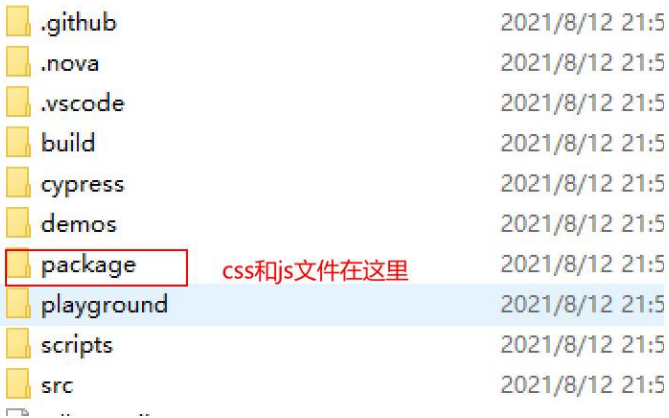 .github 2021/8/12 21:5
.nova 2021/8/12 21:5
.vscode 2021/8/12 21:5
build 2021/8/12 21:5
cypress 2021/8/12 21:5
demos 2021/8/12 21:5
package css和js文件在这里 2021/8/12 21:5
playground 2021/8/12 21:5
scripts 2021/8/12 21:5
src 2021/8/12 21:5